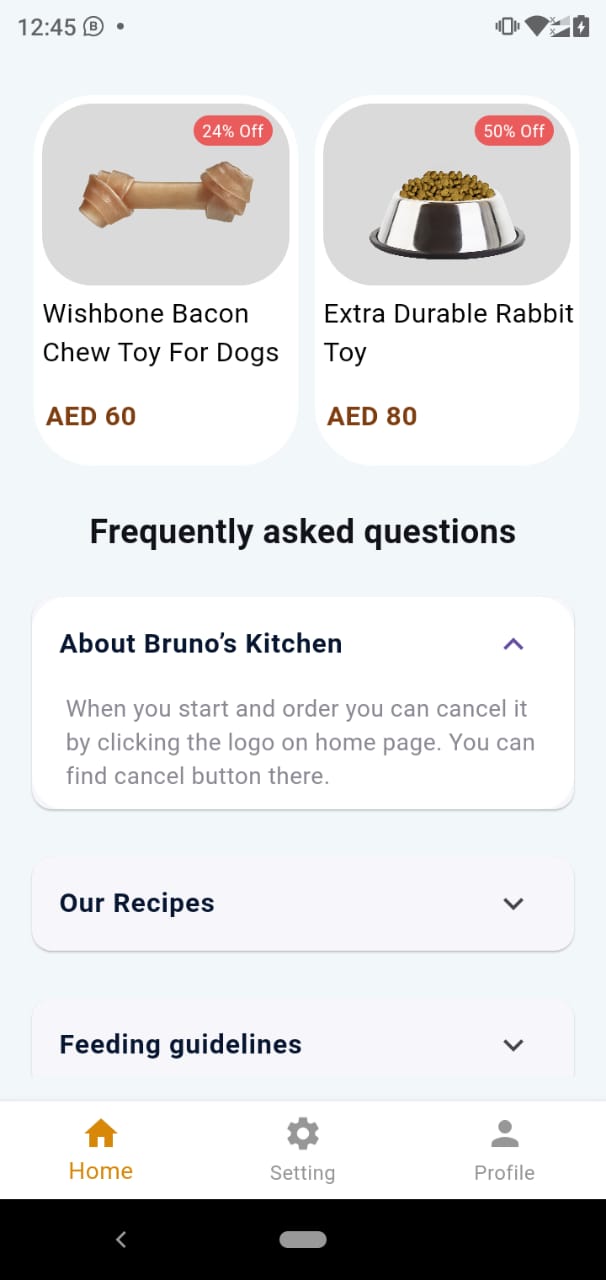 12:45
24% Off
50% Off
Wishbone Bacon
Chew Toy For Dogs
AED 60
Extra Durable Rabbit
Toy
AED 80
Frequently asked questions
About Bruno’s Kitchen
When you start and order you can cancel it
by clicking the logo on home page. You can
find cancel button there.
Our Recipes
Feeding guidelines
Home
Setting
Profile